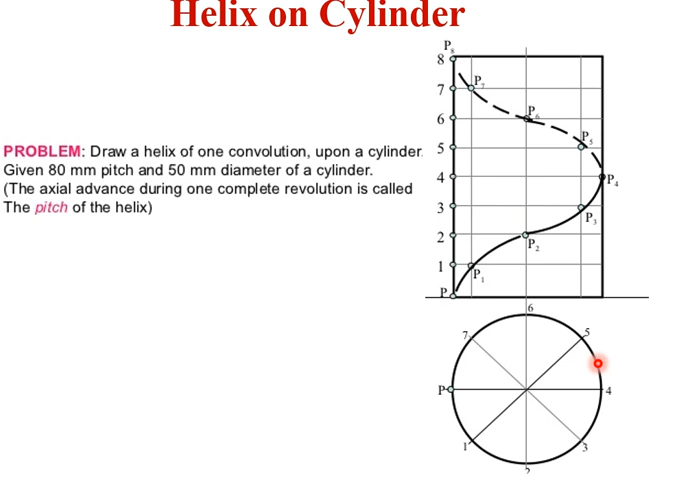 Helix on Cylinder
PROBLEM: Draw a helix of one convolution, upon a cylinder.
Given 80 mm pitch and 50 mm diameter of a cylinder.
(The axial advance during one complete revolution is called
The pitch of the helix)
P₈
8
7
P₇
6
P₆
5
P₅
4
P₄
3
P₃
2
P₂
1
P₁
P
6
7
5
P
4
1
3
2